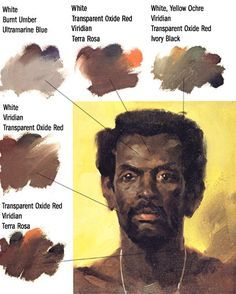 White
Burnt Umber
Ultramarine Blue
White
Transparent Oxide Red
Viridian
Terra Rosa
White, Yellow Ochre
Viridian
Transparent Oxide Red
Ivory Black
White
Viridian
Transparent Oxide Red
Transparent Oxide Red
Viridian
Terra Rosa